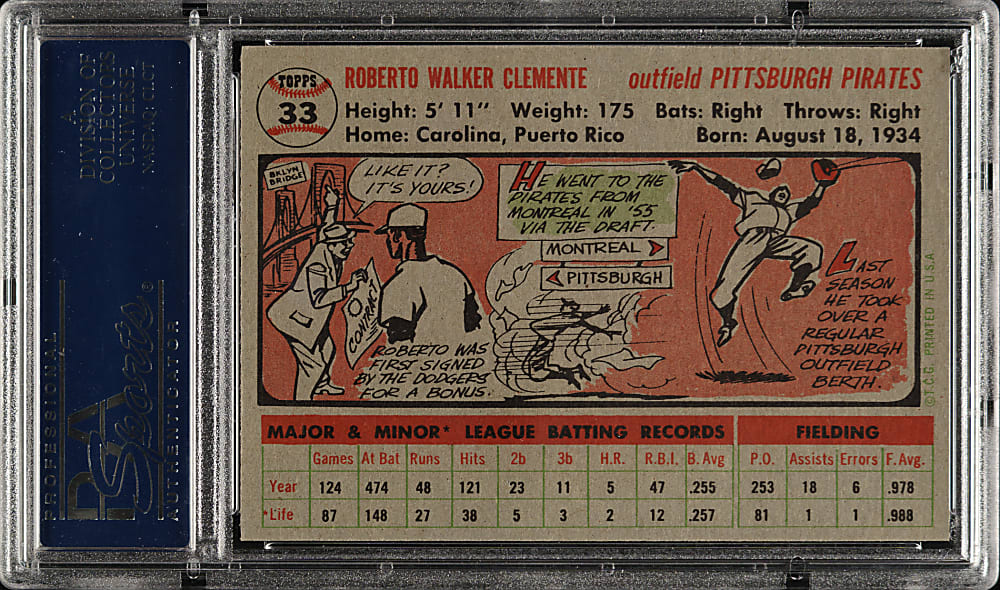 A
DIVISION OF
COLLECTORS
UNIVERSE
NASDAQ: CLCT
PROFESSIONAL
PSA
Sports®
AUTHENTICATOR
TOPPS
33
ROBERTO WALKER CLEMENTE outfield PITTSBURGH PIRATES
Height: 5' 11" Weight: 175 Bats: Right Throws: Right
Home: Carolina, Puerto Rico Born: August 18, 1934
BKLYN
BRIDGE
LIKE IT?
IT'S YOURS!
CONTRACT
ROBERTO WAS
FIRST SIGNED
BY THE DODGERS
FOR A BONUS.
HE WENT TO THE
PIRATES FROM
MONTREAL IN '55
VIA THE DRAFT.
MONTREAL
PITTSBURGH
LAST
SEASON
HE TOOK
OVER A
REGULAR
PITTSBURGH
OUTFIELD
BERTH.
©T.C.G. PRINTED IN U.S.A.
MAJOR & MINOR* LEAGUE BATTING RECORDS FIELDING
Games At Bat Runs Hits 2b 3b H.R. R.B.I. B. Avg P.O. Assists Errors F. Avg.
Year 124 474 48 121 23 11 5 47 .255 253 18 6 .978
*Life 87 148 27 38 5 3 2 12 .257 81 1 1 .988